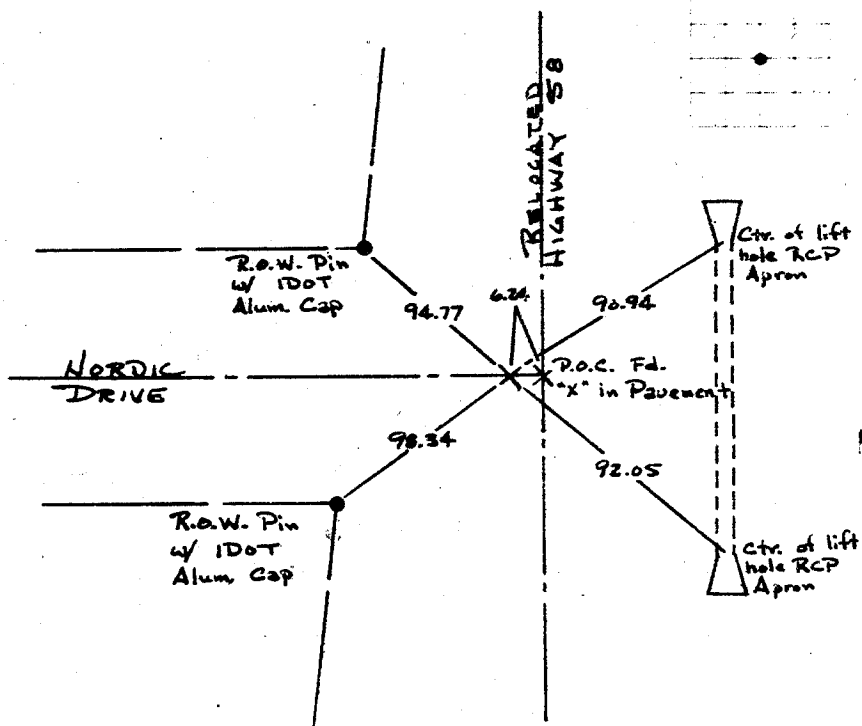 RELOCATED
HIGHWAY 58
Ctr. of lift
hole RCP
Apron
R.O.W. Pin
w/ IDOT
Alum. Cap
94.77
6.24
90.94
NORDIC
DRIVE
P.O.C. Fd.
"X" in Pavement
98.34
92.05
R.O.W. Pin
w/ IDOT
Alum. Cap
Ctr. of lift
hole RCP
Apron